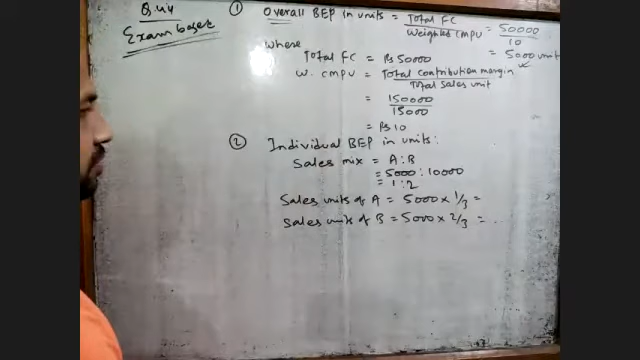 Q.44
Exam based
① Overall BEP in units = Total FC / Weighted CMPU = 50000 / 10
= 5000 units
where
Total FC = Rs 50000
W. CMPU = Total contribution margin / Total sales unit
= 150000 / 15000
= Rs 10
② Individual BEP in units:
Sales mix = A:B
= 5000 : 10000
= 1:2
Sales units of A = 5000 × 1/3 =
Sales units of B = 5000 × 2/3 = ..